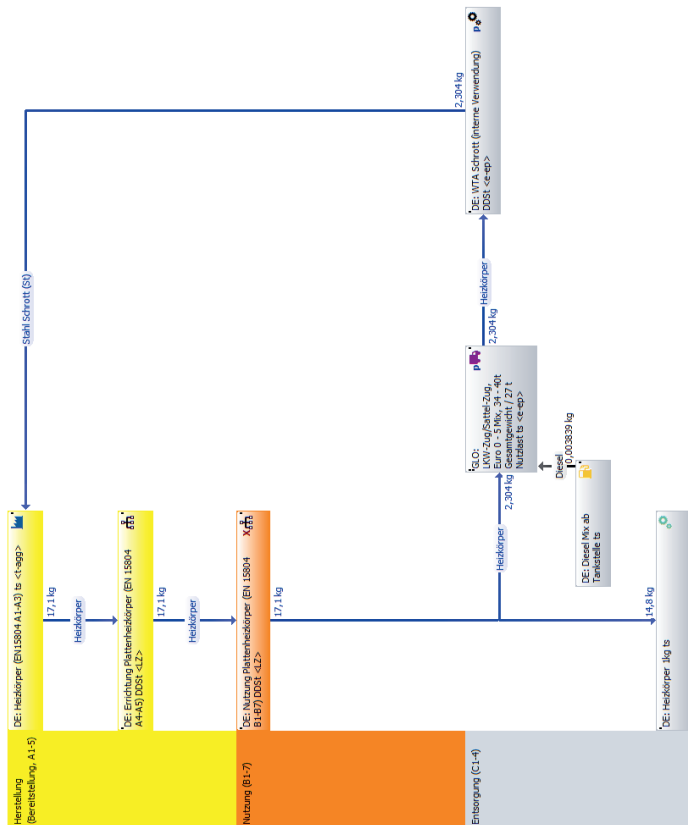 Herstellung
(Bereitstellung, A1-5)
DE: Heizkörper (EN15804 A1-A3) ts <t-agg>
17,1 kg
Heizkörper
DE: Errichtung Plattenheizkörper (EN 15804
A4-A5) DDSt <LZ>
17,1 kg
Heizkörper
Stahl Schrott (St)
Nutzung (B1-7)
DE: Nutzung Plattenheizkörper (EN 15804
B1-B7) DDSt <LZ>
X
17,1 kg
Entsorgung (C1-4)
Heizkörper
2,304 kg
GLO:
LKW-Zug/Sattel-Zug,
Euro 0 - 5 Mix, 34 - 40t
Gesamtgewicht / 27 t
Nutzlast ts <e-ep>
p
2,304 kg
Heizkörper
DE: WTA Schrott (interne Verwendung)
DDSt <e-ep>
p
2,304 kg
Diesel
0,003839 kg
DE: Diesel Mix ab
Tankstelle ts
14,8 kg
DE: Heizkörper 1kg ts